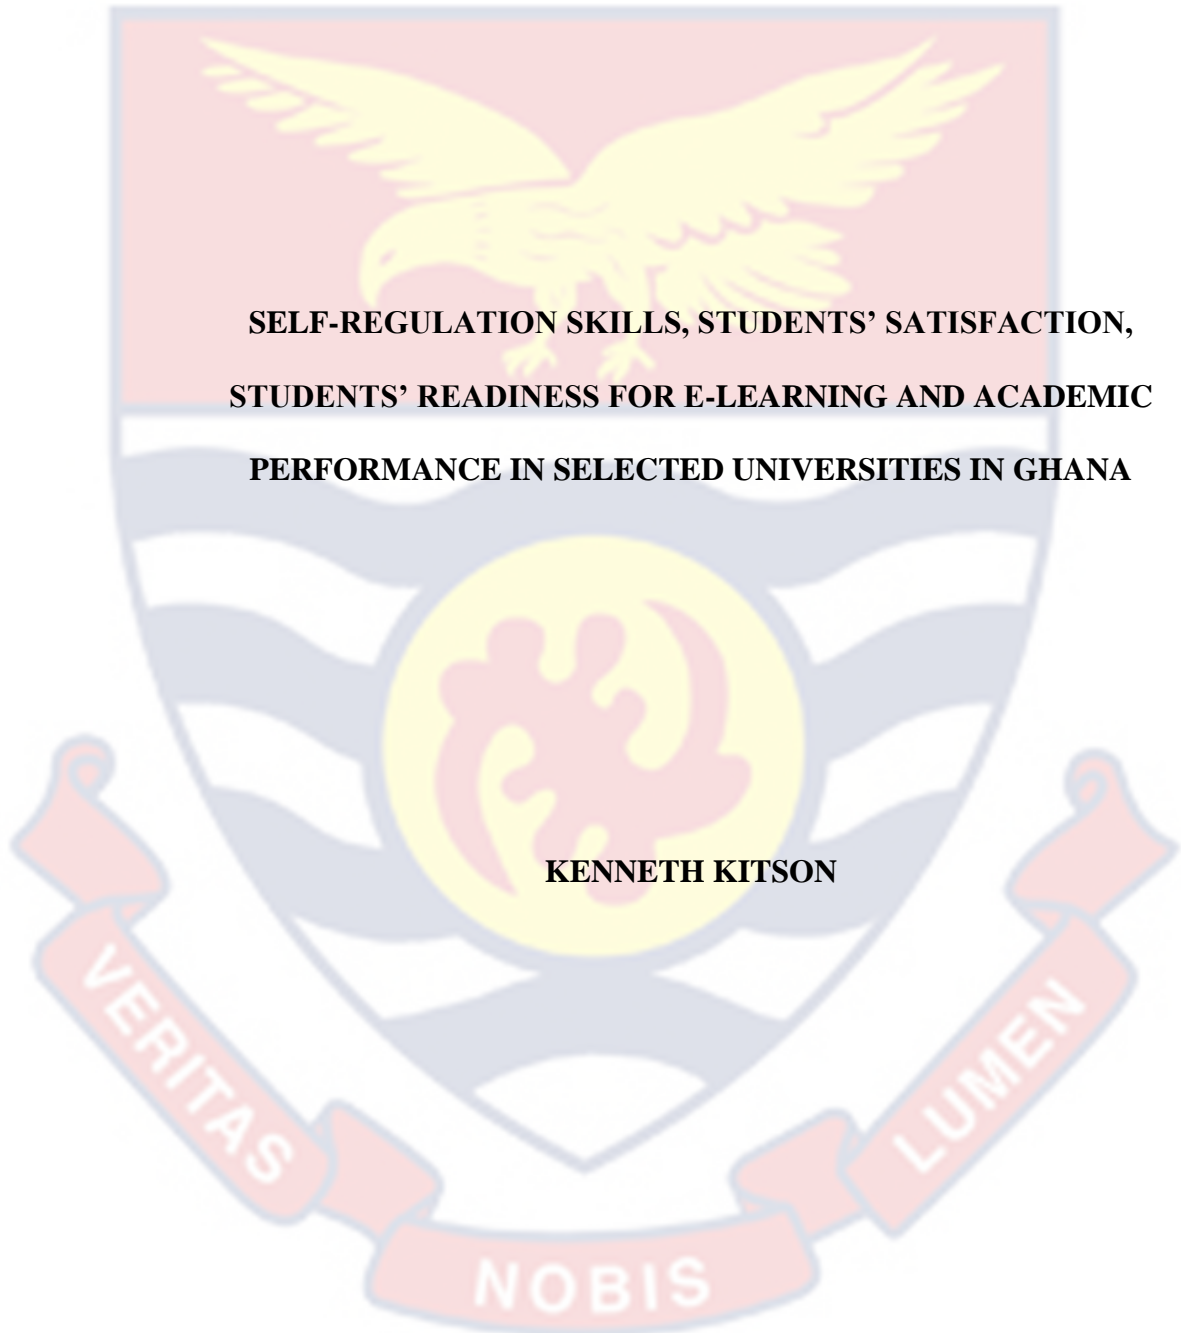 SELF-REGULATION SKILLS, STUDENTS’ SATISFACTION,
STUDENTS’ READINESS FOR E-LEARNING AND ACADEMIC
PERFORMANCE IN SELECTED UNIVERSITIES IN GHANA
KENNETH KITSON
VERITAS
NOBIS
LUMEN